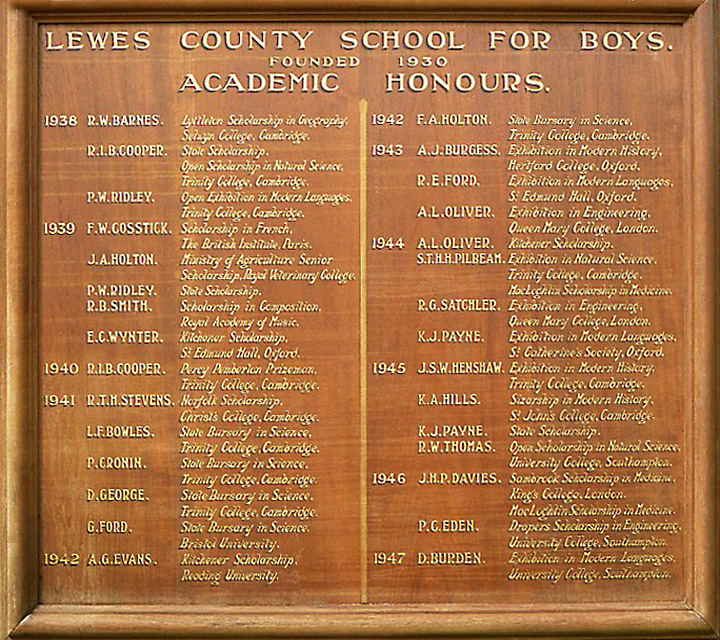 LEWES COUNTY SCHOOL FOR BOYS.
FOUNDED 1930
ACADEMIC HONOURS.
1938 R.W.BARNES. Lyttleton Scholarship in Geography,
Selwyn College, Cambridge.
R.I.B.COOPER. State Scholarship,
Open Scholarship in Natural Science,
Trinity College, Cambridge.
P.W.RIDLEY. Open Exhibition in Modern Languages,
Trinity College, Cambridge.
1939 F.W.COSSTICK. Scholarship in French,
The British Institute, Paris.
J.A.HOLTON. Ministry of Agriculture Senior
Scholarship, Royal Veterinary College.
P.W.RIDLEY. State Scholarship.
R.B.SMITH. Scholarship in Composition,
Royal Academy of Music.
E.C.WYNTER. Kitchener Scholarship,
St Edmund Hall, Oxford.
1940 R.I.B.COOPER. Percy Pemberton Prizeman,
Trinity College, Cambridge.
1941 R.T.H.STEVENS. Norfolk Scholarship,
Christ's College, Cambridge.
L.F.BOWLES. State Bursary in Science,
Trinity College, Cambridge.
P.CRONIN. State Bursary in Science,
Trinity College, Cambridge.
D.GEORGE. State Bursary in Science,
Trinity College, Cambridge.
G.FORD. State Bursary in Science.
Bristol University.
1942 A.G.EVANS. Kitchener Scholarship,
Reading University.
1942 F.A.HOLTON. State Bursary in Science,
Trinity College, Cambridge.
1943 A.J.BURGESS. Exhibition in Modern History,
Hertford College, Oxford.
R.E.FORD. Exhibition in Modern Languages,
St Edmund Hall, Oxford.
A.L.OLIVER. Exhibition in Engineering,
Queen Mary College, London.
1944 A.L.OLIVER. Kitchener Scholarship.
S.T.H.H.PILBEAM. Exhibition in Natural Science,
Trinity College, Cambridge.
MacLoghlin Scholarship in Medicine.
R.G.SATCHLER. Exhibition in Engineering,
Queen Mary College, London.
K.J.PAYNE. Exhibition in Modern Languages,
St Catherine's Society, Oxford.
1945 J.S.W.HENSHAW. Exhibition in Modern History,
Trinity College, Cambridge.
K.A.HILLS. Sizarship in Modern History,
St John's College, Cambridge.
K.J.PAYNE. State Scholarship.
R.W.THOMAS. Open Scholarship in Natural Science,
University College, Southampton.
1946 J.H.P.DAVIES. Sambrook Scholarship in Medicine,
King's College, London.
MacLoghlin Scholarship in Medicine.
P.C.EDEN. Drapers Scholarship in Engineering,
University College, Southampton.
1947 D.BURDEN. Exhibition in Modern Languages,
University College, Southampton.